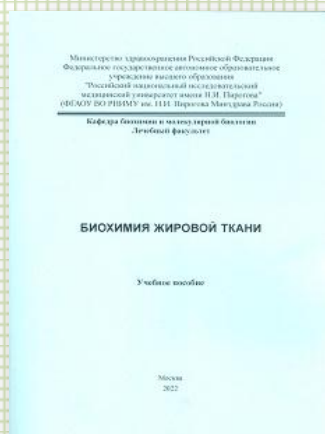 Министерство здравоохранения Российской Федерации
Федеральное государственное автономное образовательное
учреждение высшего образования
"Российский национальный исследовательский
медицинский университет имени Н.И. Пирогова"
(ФГАОУ ВО РНИМУ им. Н.И. Пирогова Минздрава России)
Кафедра биохимии и молекулярной биологии
Лечебный факультет
БИОХИМИЯ ЖИРОВОЙ ТКАНИ
Учебное пособие
Москва
2022